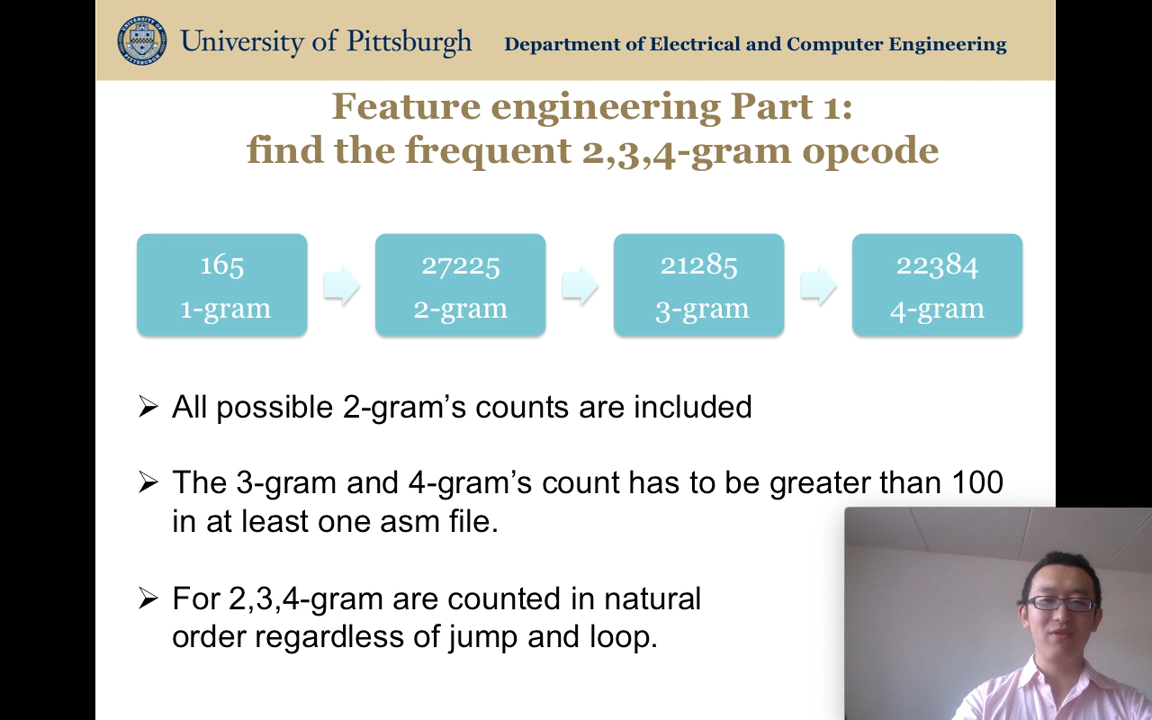 University of Pittsburgh Department of Electrical and Computer Engineering
Feature engineering Part 1:
find the frequent 2,3,4-gram opcode
165
1-gram
27225
2-gram
21285
3-gram
22384
4-gram
➢ All possible 2-gram's counts are included
➢ The 3-gram and 4-gram's count has to be greater than 100
in at least one asm file.
➢ For 2,3,4-gram are counted in natural
order regardless of jump and loop.